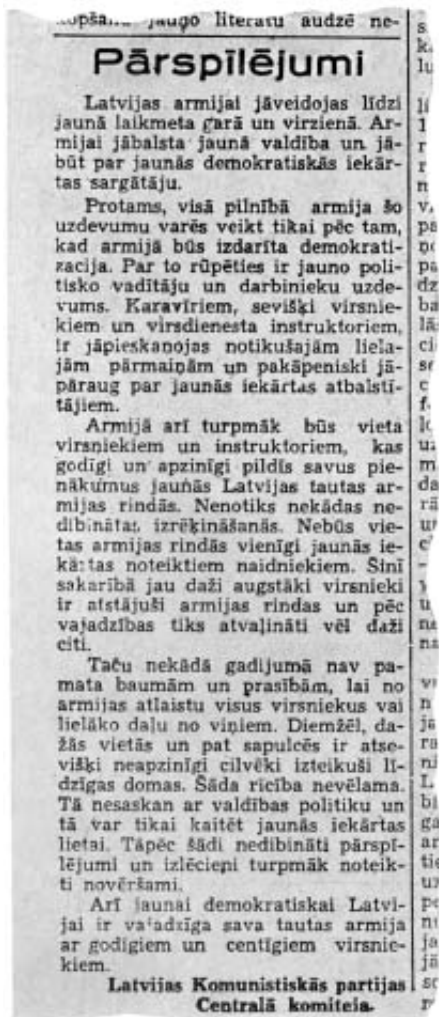 jauno literatu audzē ne-
Pārspīlējumi
Latvijas armijai jāveidojas līdzi
jaunā laikmeta garā un virzienā. Ar-
mijai jābalsta jaunā valdība un jā-
būt par jaunās demokratiskās iekār-
tas sargātāju.
Protams, visā pilnībā armija šo
uzdevumu varēs veikt tikai pēc tam,
kad armijā būs izdarīta demokrati-
zacija. Par to rūpēties ir jauno poli-
tisko vadītāju un darbinieku uzde-
vums. Karavīriem, sevišķi virsnie-
kiem un virsdienesta instruktoriem,
ir jāpieskaņojas notikušajām liela-
jām pārmaiņām un pakāpeniski jā-
pāraug par jaunās iekārtas atbalstī-
tājiem.
Armijā arī turpmāk būs vieta
virsniekiem un instruktoriem, kas
godīgi un apzinīgi pildīs savus pie-
nākumus jaunās Latvijas tautas ar-
mijas rindās. Nenotiks nekādas ne-
dibinātas izrēķināšanās. Nebūs vie-
tas armijas rindās vienīgi jaunās ie-
kārtas noteiktiem naidniekiem. Šinī
sakarībā jau daži augstāki virsnieki
ir atstājuši armijas rindas un pēc
vajadzības tiks atvaļināti vēl daži
citi.
Taču nekādā gadijumā nav pa-
mata baumām un prasībām, lai no
armijas atlaistu visus virsniekus vai
lielāko daļu no viņiem. Diemžēl, da-
žās vietās un pat sapulcēs ir atse-
višķi neapzinīgi cilvēki izteikuši lī-
dzīgas domas. Šāda rīcība nevēlama.
Tā nesaskan ar valdības politiku un
tā var tikai kaitēt jaunās iekārtas
lietai. Tāpēc šādi nedibināti pārspī-
lējumi un izlēcieni turpmāk noteik-
ti novēršami.
Arī jaunai demokratiskai Latvi-
jai ir vajadzīga sava tautas armija
ar godīgiem un centīgiem virsnie-
kiem.
Latvijas Komunistiskās partijas
Centrālā komiteja.